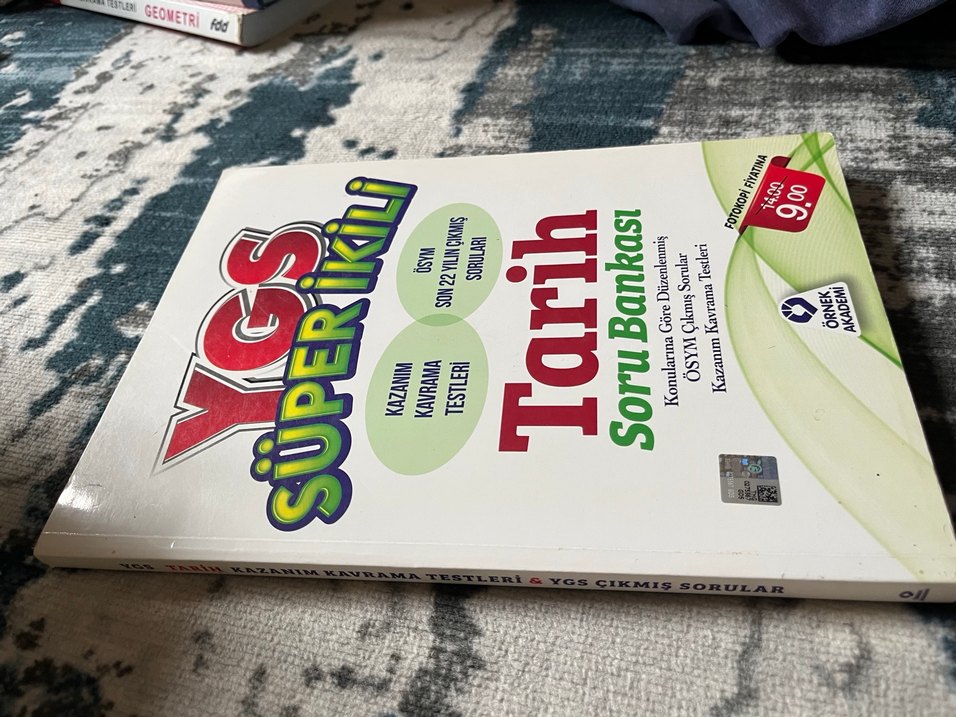 KAVRAMA TESTLERİ GEOMETRİ fdd
YGS
SÜPER İKİLİ
KAZANIM
KAVRAMA
TESTLERİ
ÖSYM
SON 22 YILIN ÇIKMIŞ
SORULARI
Tarih
Soru Bankası
Konularına Göre Düzenlenmiş
ÖSYM Çıkmış Sorular
Kazanım Kavrama Testleri
FOTOKOPİ FİYATINA
14.00
9.00
ÖRNEK
AKADEMİ
YGS TARİH KAZANIM KAVRAMA TESTLERİ & YGS ÇIKMIŞ SORULAR